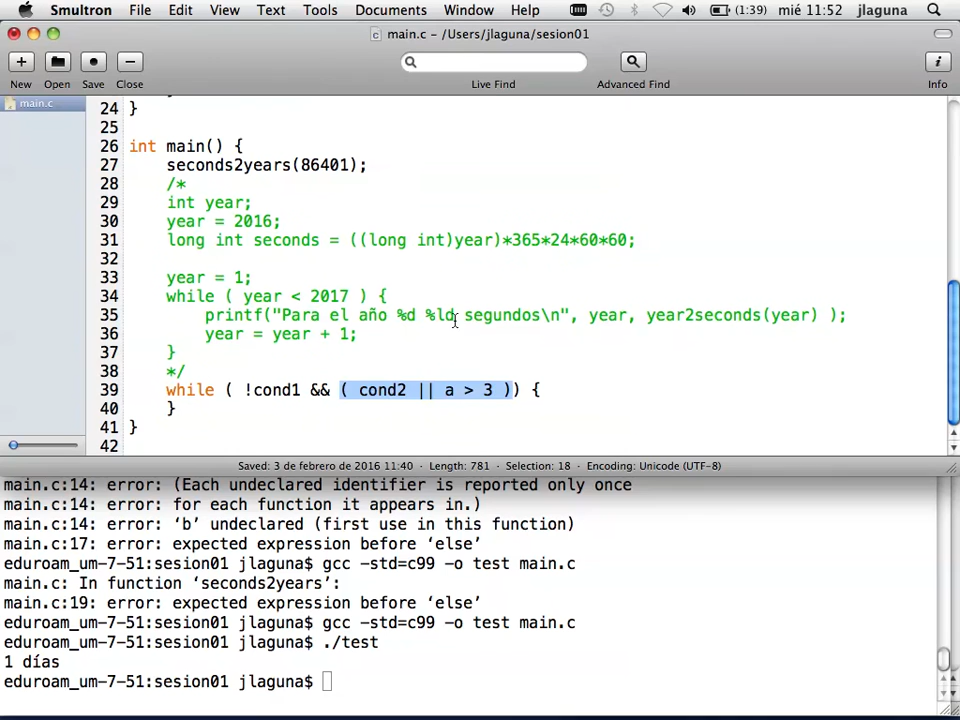 Smultron File Edit View Text Tools Documents Window Help (1:39) mié 11:52 jlaguna
main.c – /Users/jlaguna/sesion01
New Open Save Close Live Find Advanced Find Info
main.c
24 }
25
26 int main() {
27 seconds2years(86401);
28 /*
29 int year;
30 year = 2016;
31 long int seconds = ((long int)year)*365*24*60*60;
32
33 year = 1;
34 while ( year < 2017 ) {
35 printf("Para el año %d %ld segundos\n", year, year2seconds(year) );
36 year = year + 1;
37 }
38 */
39 while ( !cond1 && ( cond2 || a > 3 )) {
40 }
41 }
42
Saved: 3 de febrero de 2016 11:40 · Length: 781 · Selection: 18 · Encoding: Unicode (UTF-8)
main.c:14: error: (Each undeclared identifier is reported only once
main.c:14: error: for each function it appears in.)
main.c:14: error: ‘b’ undeclared (first use in this function)
main.c:17: error: expected expression before ‘else’
eduroam_um-7-51:sesion01 jlaguna$ gcc -std=c99 -o test main.c
main.c: In function ‘seconds2years’:
main.c:19: error: expected expression before ‘else’
eduroam_um-7-51:sesion01 jlaguna$ gcc -std=c99 -o test main.c
eduroam_um-7-51:sesion01 jlaguna$ ./test
1 días
eduroam_um-7-51:sesion01 jlaguna$